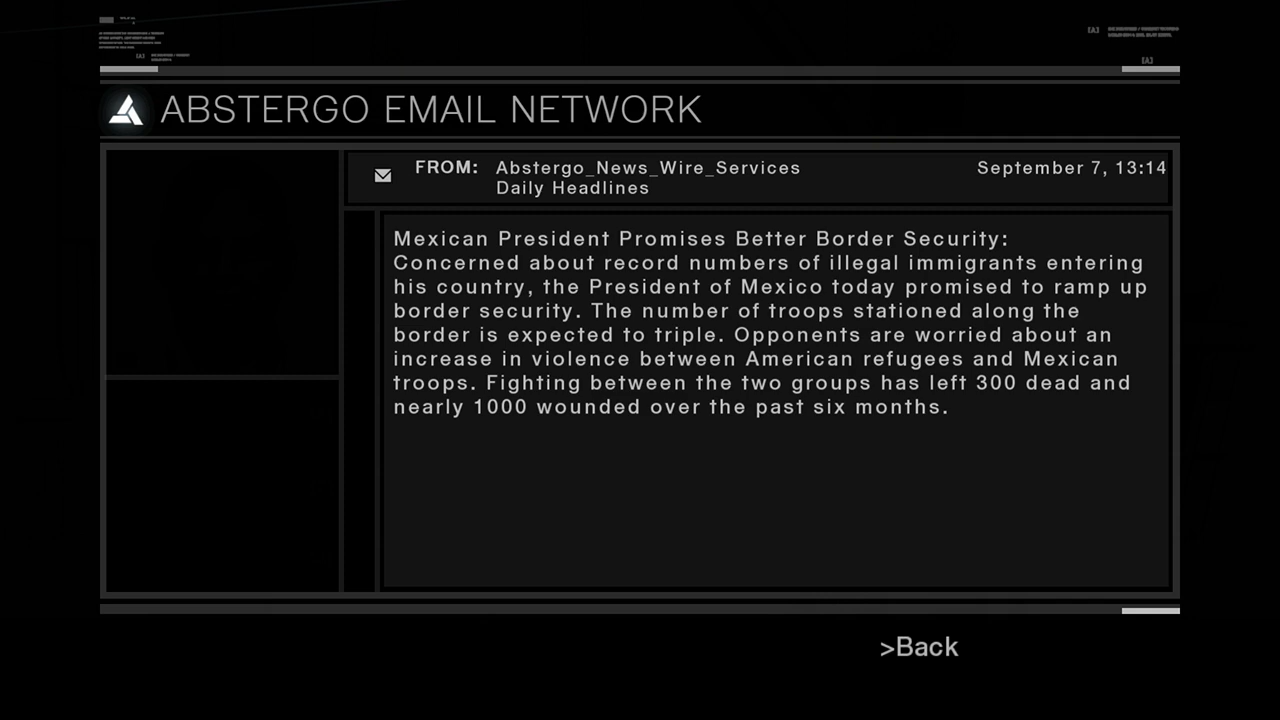 ABSTERGO EMAIL NETWORK
FROM: Abstergo_News_Wire_Services September 7, 13:14
Daily Headlines
Mexican President Promises Better Border Security:
Concerned about record numbers of illegal immigrants entering
his country, the President of Mexico today promised to ramp up
border security. The number of troops stationed along the
border is expected to triple. Opponents are worried about an
increase in violence between American refugees and Mexican
troops. Fighting between the two groups has left 300 dead and
nearly 1000 wounded over the past six months.
>Back